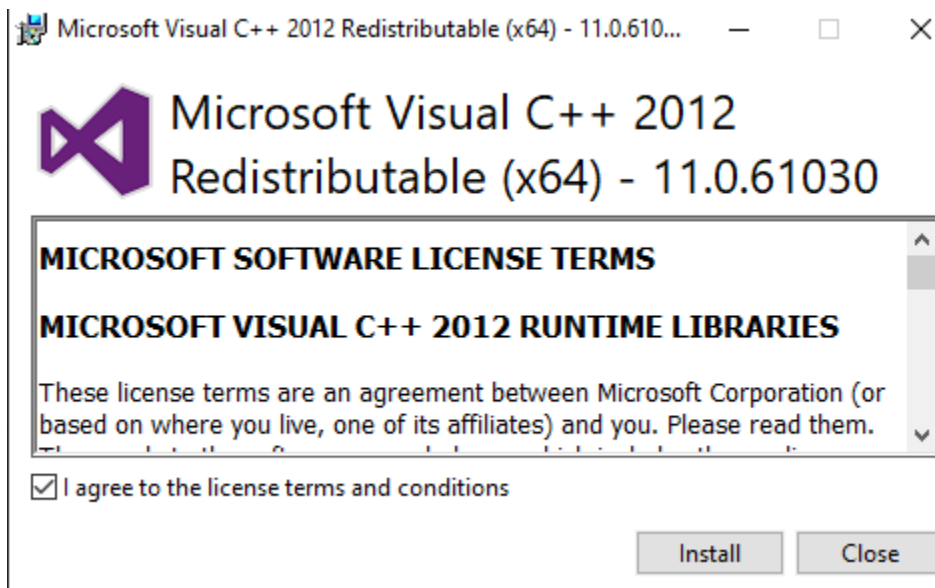 Microsoft Visual C++ 2012 Redistributable (x64) - 11.0.610...
Microsoft Visual C++ 2012
Redistributable (x64) - 11.0.61030
MICROSOFT SOFTWARE LICENSE TERMS
MICROSOFT VISUAL C++ 2012 RUNTIME LIBRARIES
These license terms are an agreement between Microsoft Corporation (or
based on where you live, one of its affiliates) and you. Please read them.
I agree to the license terms and conditions
Install
Close